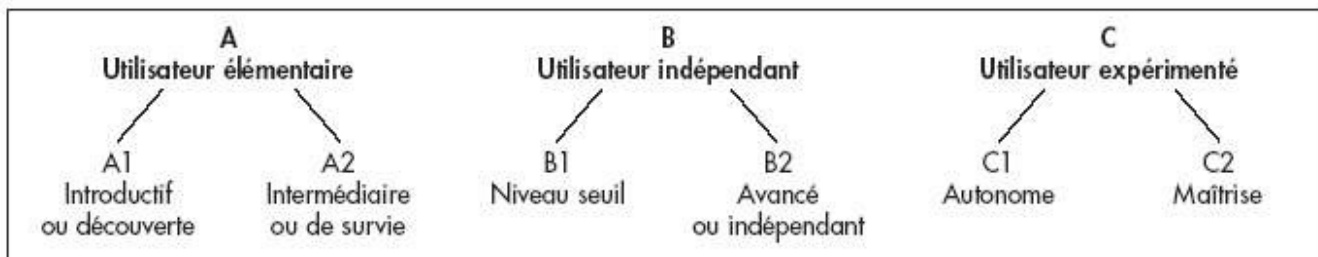 A
Utilisateur élémentaire
B
Utilisateur indépendant
C
Utilisateur expérimenté
A1
Introductif
ou découverte
A2
Intermédiaire
ou de survie
B1
Niveau seuil
B2
Avancé
ou indépendant
C1
Autonome
C2
Maîtrise